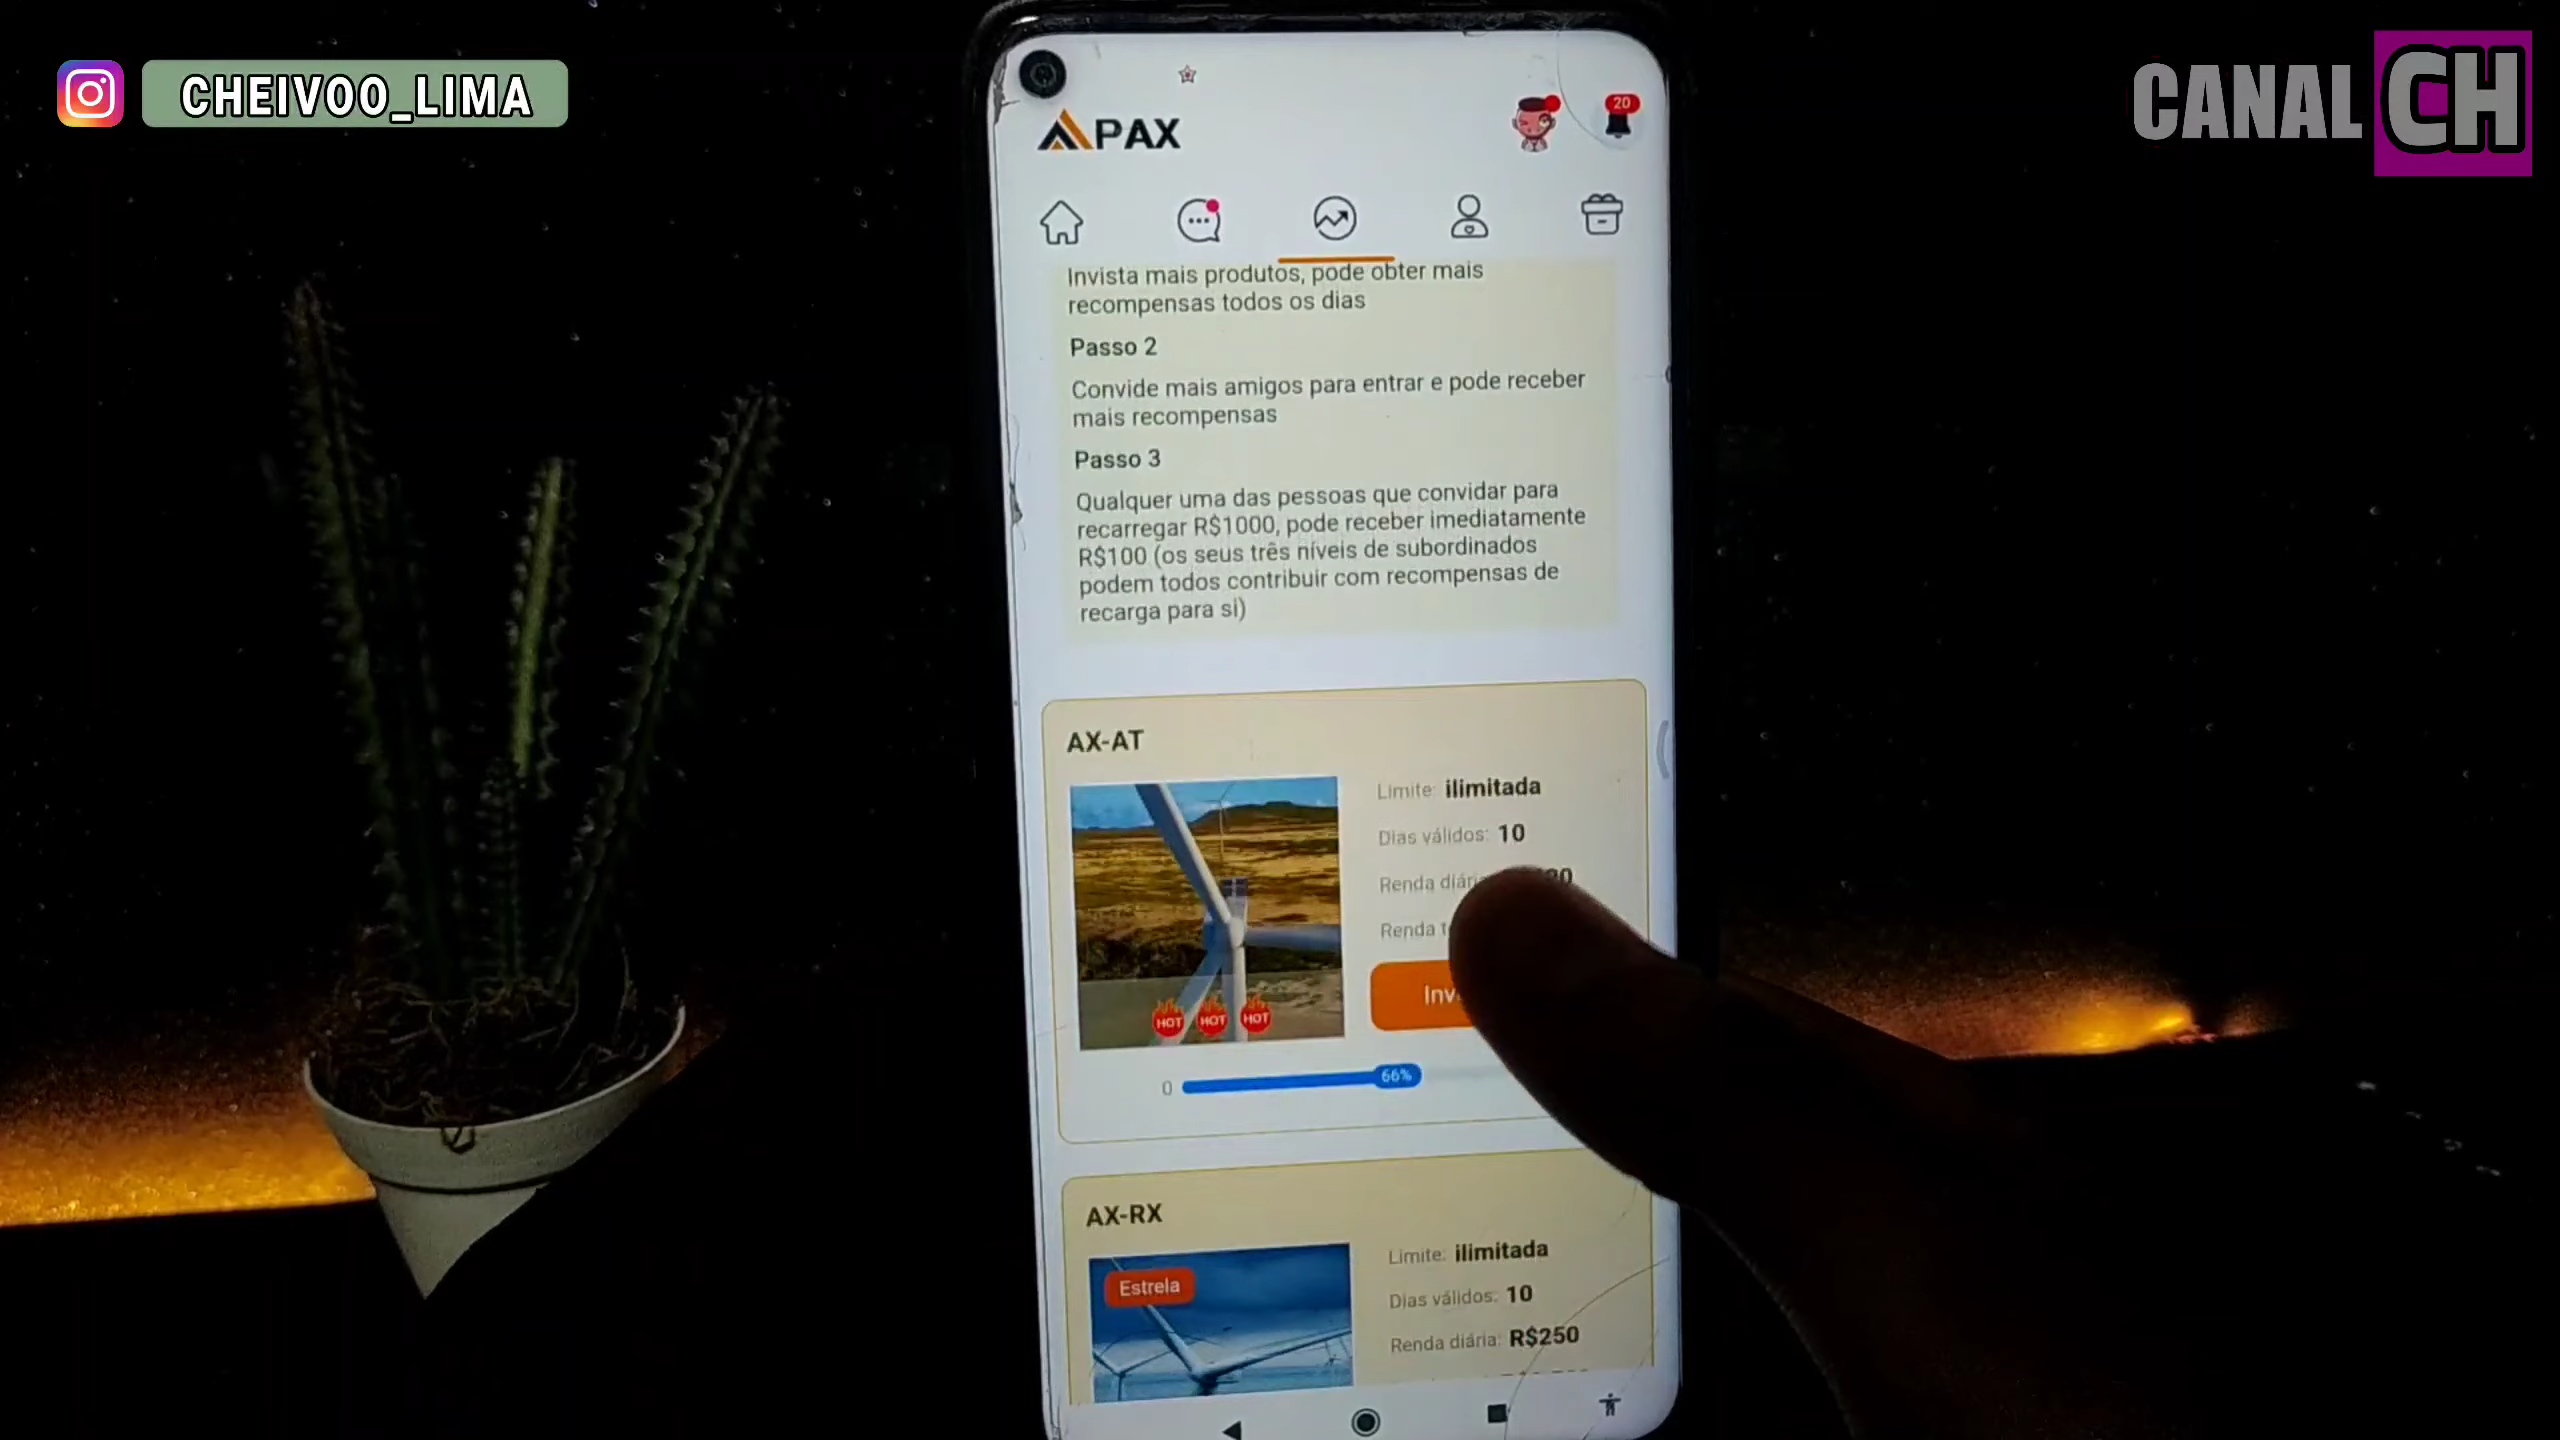 CHEIVOO_LIMA
CANAL CH
PAX
20
Invista mais produtos, pode obter mais
recompensas todos os dias
Passo 2
Convide mais amigos para entrar e pode receber
mais recompensas
Passo 3
Qualquer uma das pessoas que convidar para
recarregar R$1000, pode receber imediatamente
R$100 (os seus três níveis de subordinados
podem todos contribuir com recompensas de
recarga para si)
AX-AT
Limite: ilimitada
Dias válidos: 10
Renda
Renda
HOT HOT HOT
0 66%
AX-RX
Estrela
Limite: ilimitada
Dias válidos: 10
Renda diária: R$250